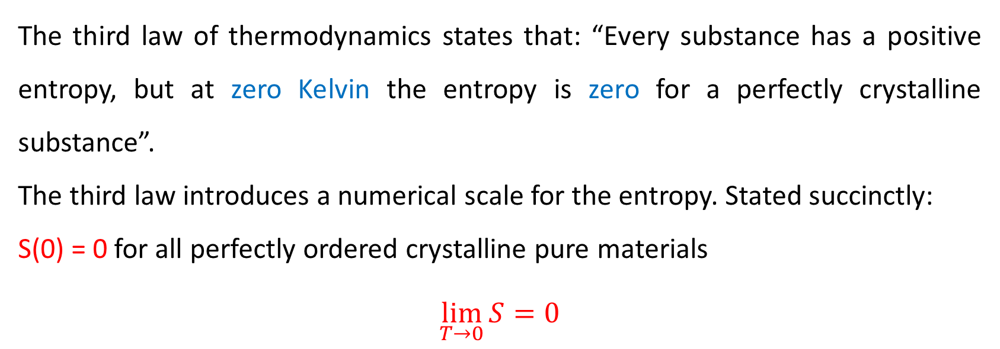 The third law of thermodynamics states that: “Every substance has a positive
entropy, but at zero Kelvin the entropy is zero for a perfectly crystalline
substance”.
The third law introduces a numerical scale for the entropy. Stated succinctly:
S(0) = 0 for all perfectly ordered crystalline pure materials
lim S = 0
T→0